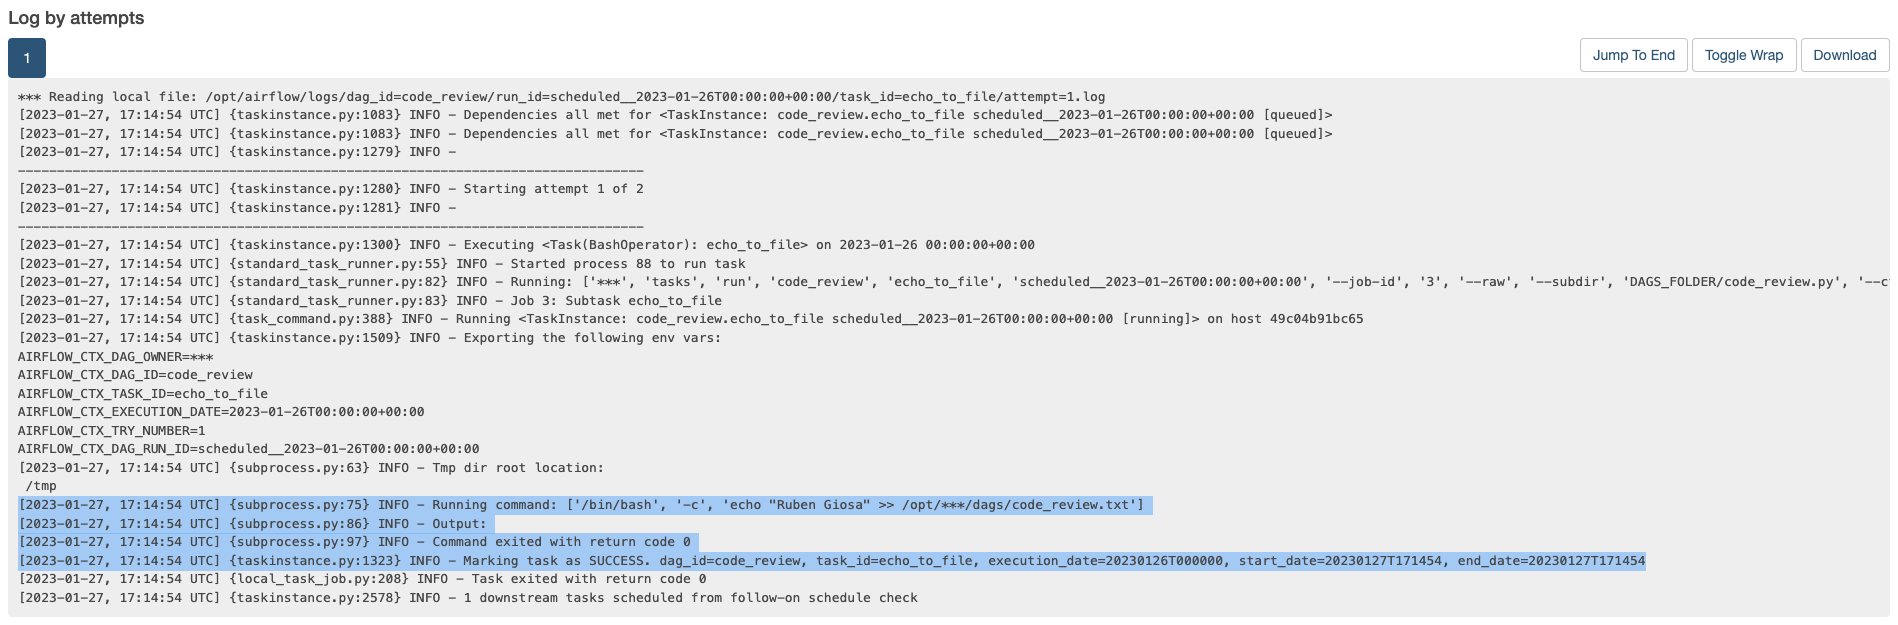 Log by attempts
1
Jump To End Toggle Wrap Download
*** Reading local file: /opt/airflow/logs/dag_id=code_review/run_id=scheduled__2023-01-26T00:00:00+00:00/task_id=echo_to_file/attempt=1.log
[2023-01-27, 17:14:54 UTC] {taskinstance.py:1083} INFO - Dependencies all met for <TaskInstance: code_review.echo_to_file scheduled__2023-01-26T00:00:00+00:00 [queued]>
[2023-01-27, 17:14:54 UTC] {taskinstance.py:1083} INFO - Dependencies all met for <TaskInstance: code_review.echo_to_file scheduled__2023-01-26T00:00:00+00:00 [queued]>
[2023-01-27, 17:14:54 UTC] {taskinstance.py:1279} INFO -
--------------------------------------------------------------------------------
[2023-01-27, 17:14:54 UTC] {taskinstance.py:1280} INFO - Starting attempt 1 of 2
[2023-01-27, 17:14:54 UTC] {taskinstance.py:1281} INFO -
--------------------------------------------------------------------------------
[2023-01-27, 17:14:54 UTC] {taskinstance.py:1300} INFO - Executing <Task(BashOperator): echo_to_file> on 2023-01-26 00:00:00+00:00
[2023-01-27, 17:14:54 UTC] {standard_task_runner.py:55} INFO - Started process 88 to run task
[2023-01-27, 17:14:54 UTC] {standard_task_runner.py:82} INFO - Running: ['***', 'tasks', 'run', 'code_review', 'echo_to_file', 'scheduled__2023-01-26T00:00:00+00:00', '--job-id', '3', '--raw', '--subdir', 'DAGS_FOLDER/code_review.py', '--c
[2023-01-27, 17:14:54 UTC] {standard_task_runner.py:83} INFO - Job 3: Subtask echo_to_file
[2023-01-27, 17:14:54 UTC] {task_command.py:388} INFO - Running <TaskInstance: code_review.echo_to_file scheduled__2023-01-26T00:00:00+00:00 [running]> on host 49c04b91bc65
[2023-01-27, 17:14:54 UTC] {taskinstance.py:1509} INFO - Exporting the following env vars:
AIRFLOW_CTX_DAG_OWNER=***
AIRFLOW_CTX_DAG_ID=code_review
AIRFLOW_CTX_TASK_ID=echo_to_file
AIRFLOW_CTX_EXECUTION_DATE=2023-01-26T00:00:00+00:00
AIRFLOW_CTX_TRY_NUMBER=1
AIRFLOW_CTX_DAG_RUN_ID=scheduled__2023-01-26T00:00:00+00:00
[2023-01-27, 17:14:54 UTC] {subprocess.py:63} INFO - Tmp dir root location:
/tmp
[2023-01-27, 17:14:54 UTC] {subprocess.py:75} INFO - Running command: ['/bin/bash', '-c', 'echo "Ruben Giosa" >> /opt/***/dags/code_review.txt']
[2023-01-27, 17:14:54 UTC] {subprocess.py:86} INFO - Output:
[2023-01-27, 17:14:54 UTC] {subprocess.py:97} INFO - Command exited with return code 0
[2023-01-27, 17:14:54 UTC] {taskinstance.py:1323} INFO - Marking task as SUCCESS. dag_id=code_review, task_id=echo_to_file, execution_date=20230126T000000, start_date=20230127T171454, end_date=20230127T171454
[2023-01-27, 17:14:54 UTC] {local_task_job.py:208} INFO - Task exited with return code 0
[2023-01-27, 17:14:54 UTC] {taskinstance.py:2578} INFO - 1 downstream tasks scheduled from follow-on schedule check